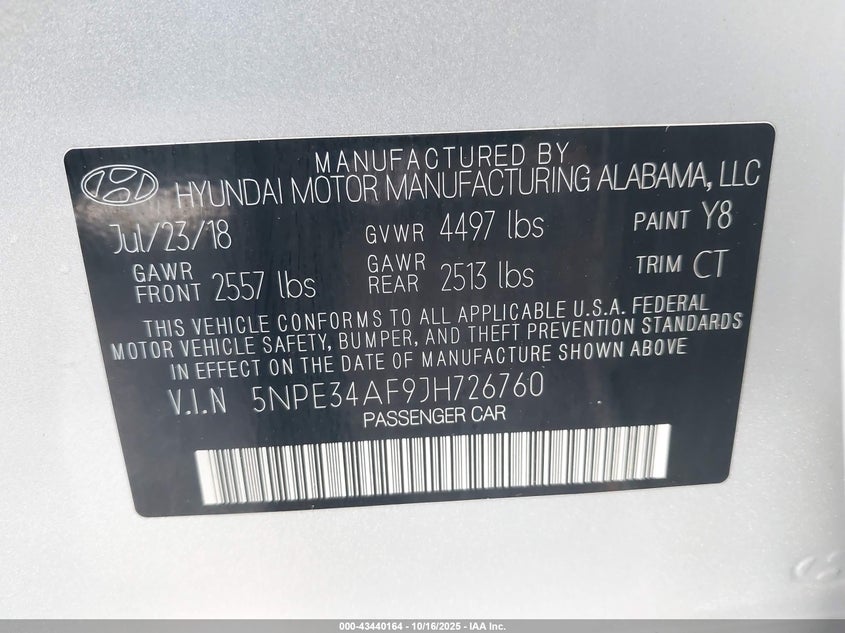 MANUFACTURED BY
HYUNDAI MOTOR MANUFACTURING ALABAMA, LLC
Jul/23/18 GVWR 4497 lbs PAINT Y8
GAWR FRONT 2557 lbs GAWR REAR 2513 lbs TRIM CT
THIS VEHICLE CONFORMS TO ALL APPLICABLE U.S.A. FEDERAL
MOTOR VEHICLE SAFETY, BUMPER, AND THEFT PREVENTION STANDARDS
IN EFFECT ON THE DATE OF MANUFACTURE SHOWN ABOVE
V.I.N 5NPE34AF9JH726760
PASSENGER CAR
000-43440164 - 10/16/2025 - IAA Inc.